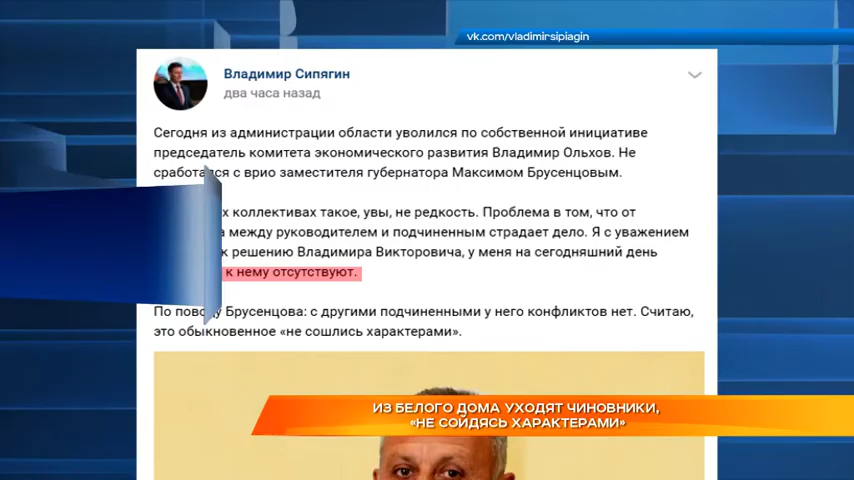 vk.com/vladimirsipiagin
Владимир Сипягин
два часа назад
Сегодня из администрации области уволился по собственной инициативе
председатель комитета экономического развития Владимир Ольхов. Не
сработался с врио заместителя губернатора Максимом Брусенцовым.
коллективах такое, увы, не редкость. Проблема в том, что от
между руководителем и подчиненным страдает дело. Я с уважением
к решению Владимира Викторовича, у меня на сегодняшний день
к нему отсутствуют.
По поводу Брусенцова: с другими подчиненными у него конфликтов нет. Считаю,
это обыкновенное «не сошлись характерами».
ИЗ БЕЛОГО ДОМА УХОДЯТ ЧИНОВНИКИ,
«НЕ СОЙДЯСЬ ХАРАКТЕРАМИ»